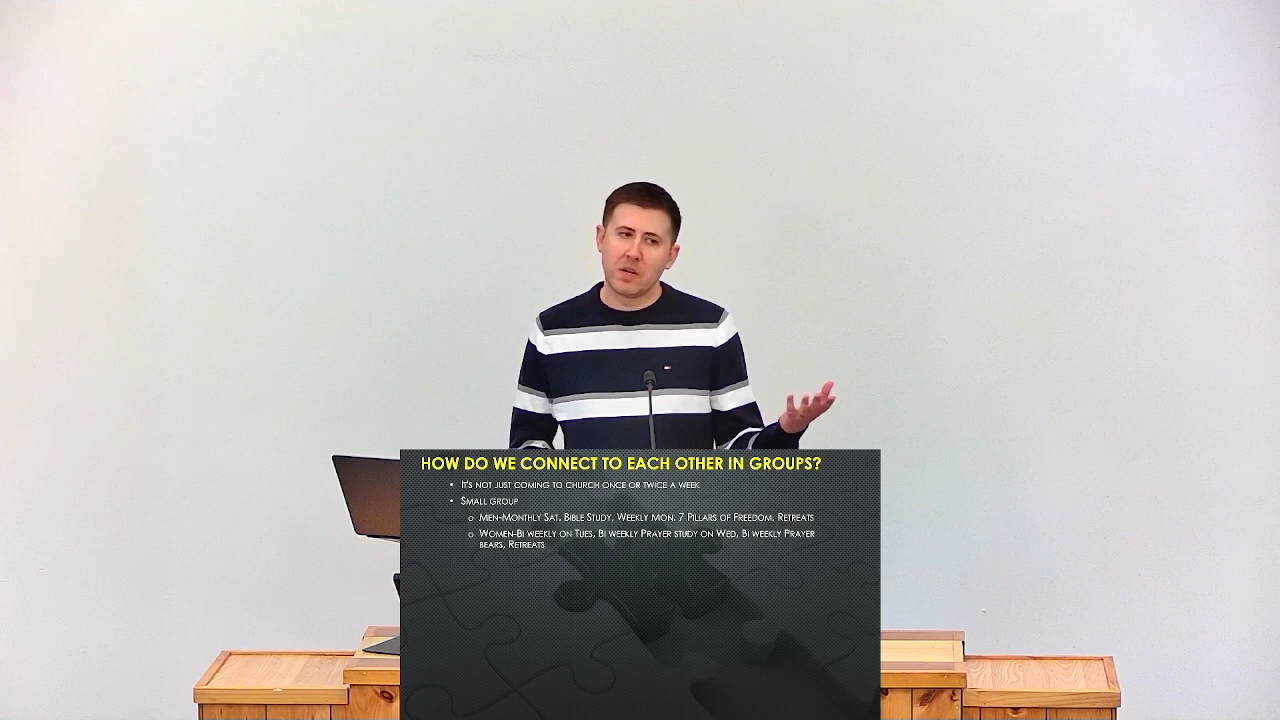 HOW DO WE CONNECT TO EACH OTHER IN GROUPS?
• IT'S NOT JUST COMING TO CHURCH ONCE OR TWICE A WEEK
• SMALL GROUP
o MEN-MONTHLY SAT. BIBLE STUDY, WEEKLY MON. 7 PILLARS OF FREEDOM, RETREATS
o WOMEN-BI WEEKLY ON TUES, BI WEEKLY PRAYER STUDY ON WED, BI WEEKLY PRAYER
BEARS, RETREATS